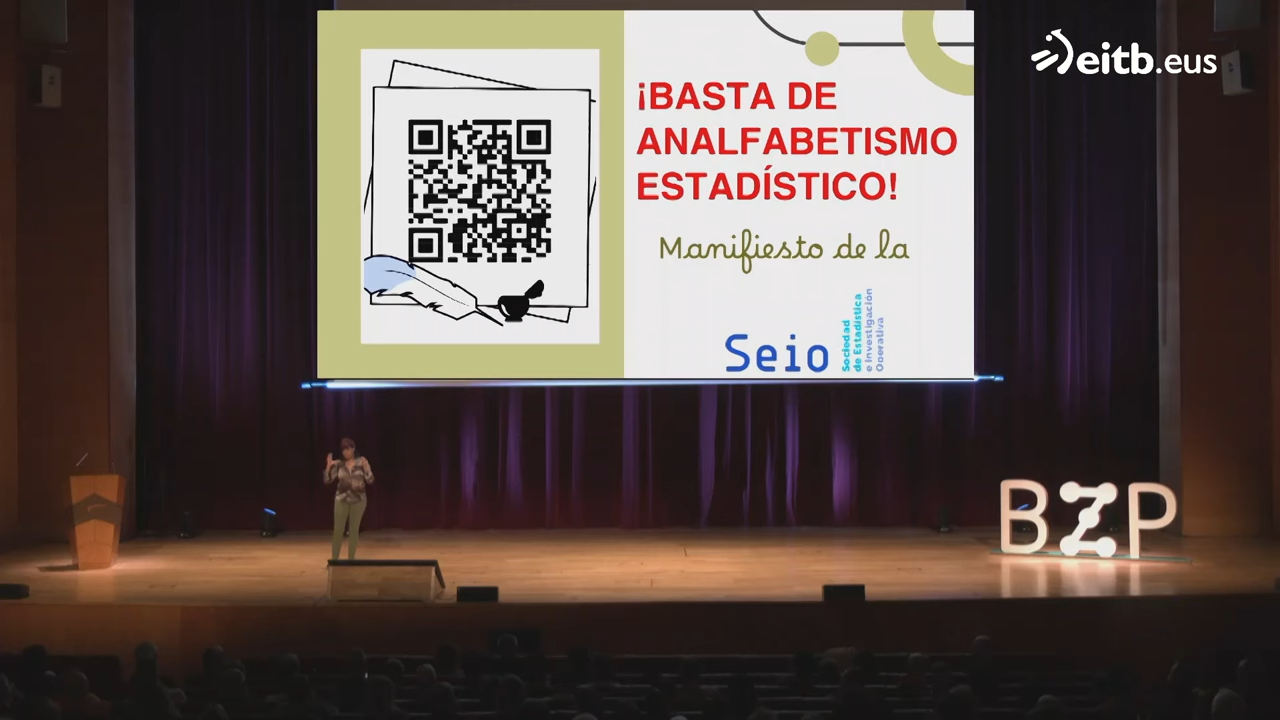 eitb.eus
¡BASTA DE
ANALFABETISMO
ESTADÍSTICO!
Manifiesto de la
Seio
Sociedad
de Estadística
e Investigación
Operativa
BZP